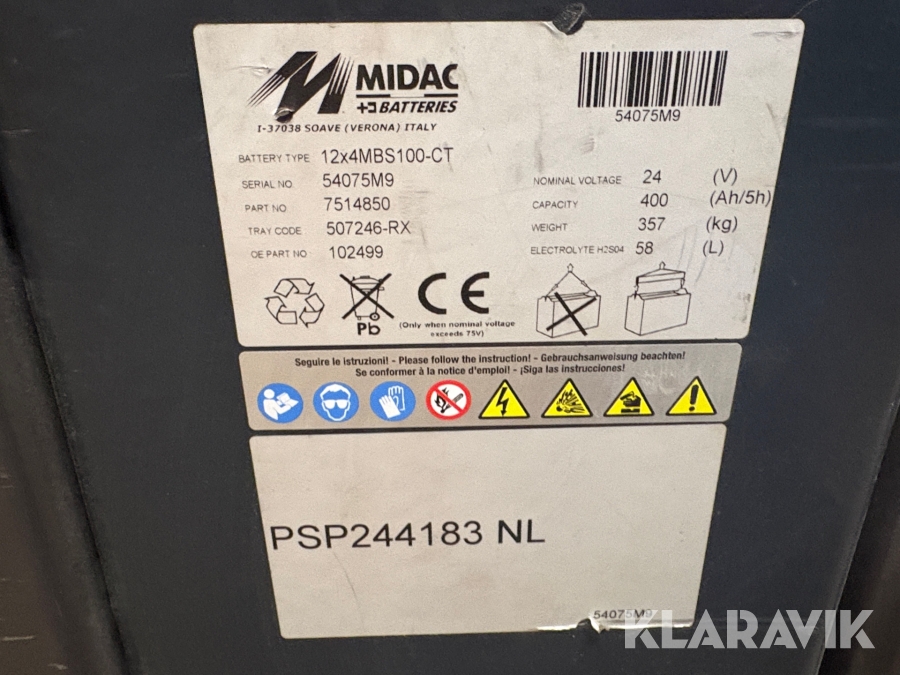 MIDAC
BATTERIES
I-37038 SOAVE (VERONA) ITALY
54075M9
BATTERY TYPE 12x4MBS100-CT
SERIAL NO. 54075M9
PART NO. 7514850
TRAY CODE 507246-RX
OE PART NO 102499
NOMINAL VOLTAGE 24 (V)
CAPACITY 400 (Ah/5h)
WEIGHT 357 (kg)
ELECTROLYTE H2S04 58 (L)
Pb
CE
(Only when nominal voltage
exceeds 75V)
Seguire le istruzioni! - Please follow the instruction! - Gebrauchsanweisung beachten!
Se conformer à la notice d'emploi! - ¡Siga las instrucciones!
PSP244183 NL
54075M9
KLARAVIK